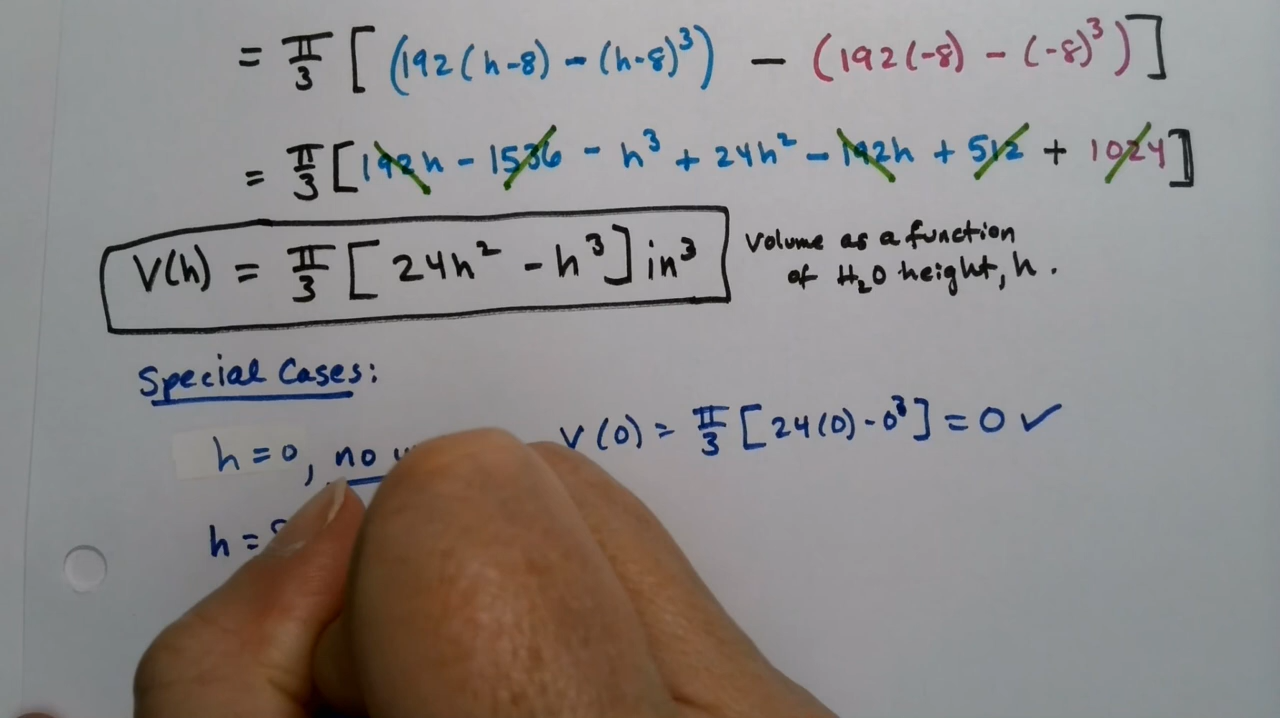 = π/3 [ (192(h-8) - (h-8)³) - (192(-8) - (-8)³) ]
= π/3 [192h - 1536 - h³ + 24h² - 192h + 512 + 1024]
V(h) = π/3 [ 24h² - h³ ] in³
Volume as a function
of H₂O height, h.
Special Cases:
h=0, no
V(0) = π/3 [24(0) - 0³] = 0 ✓
h =